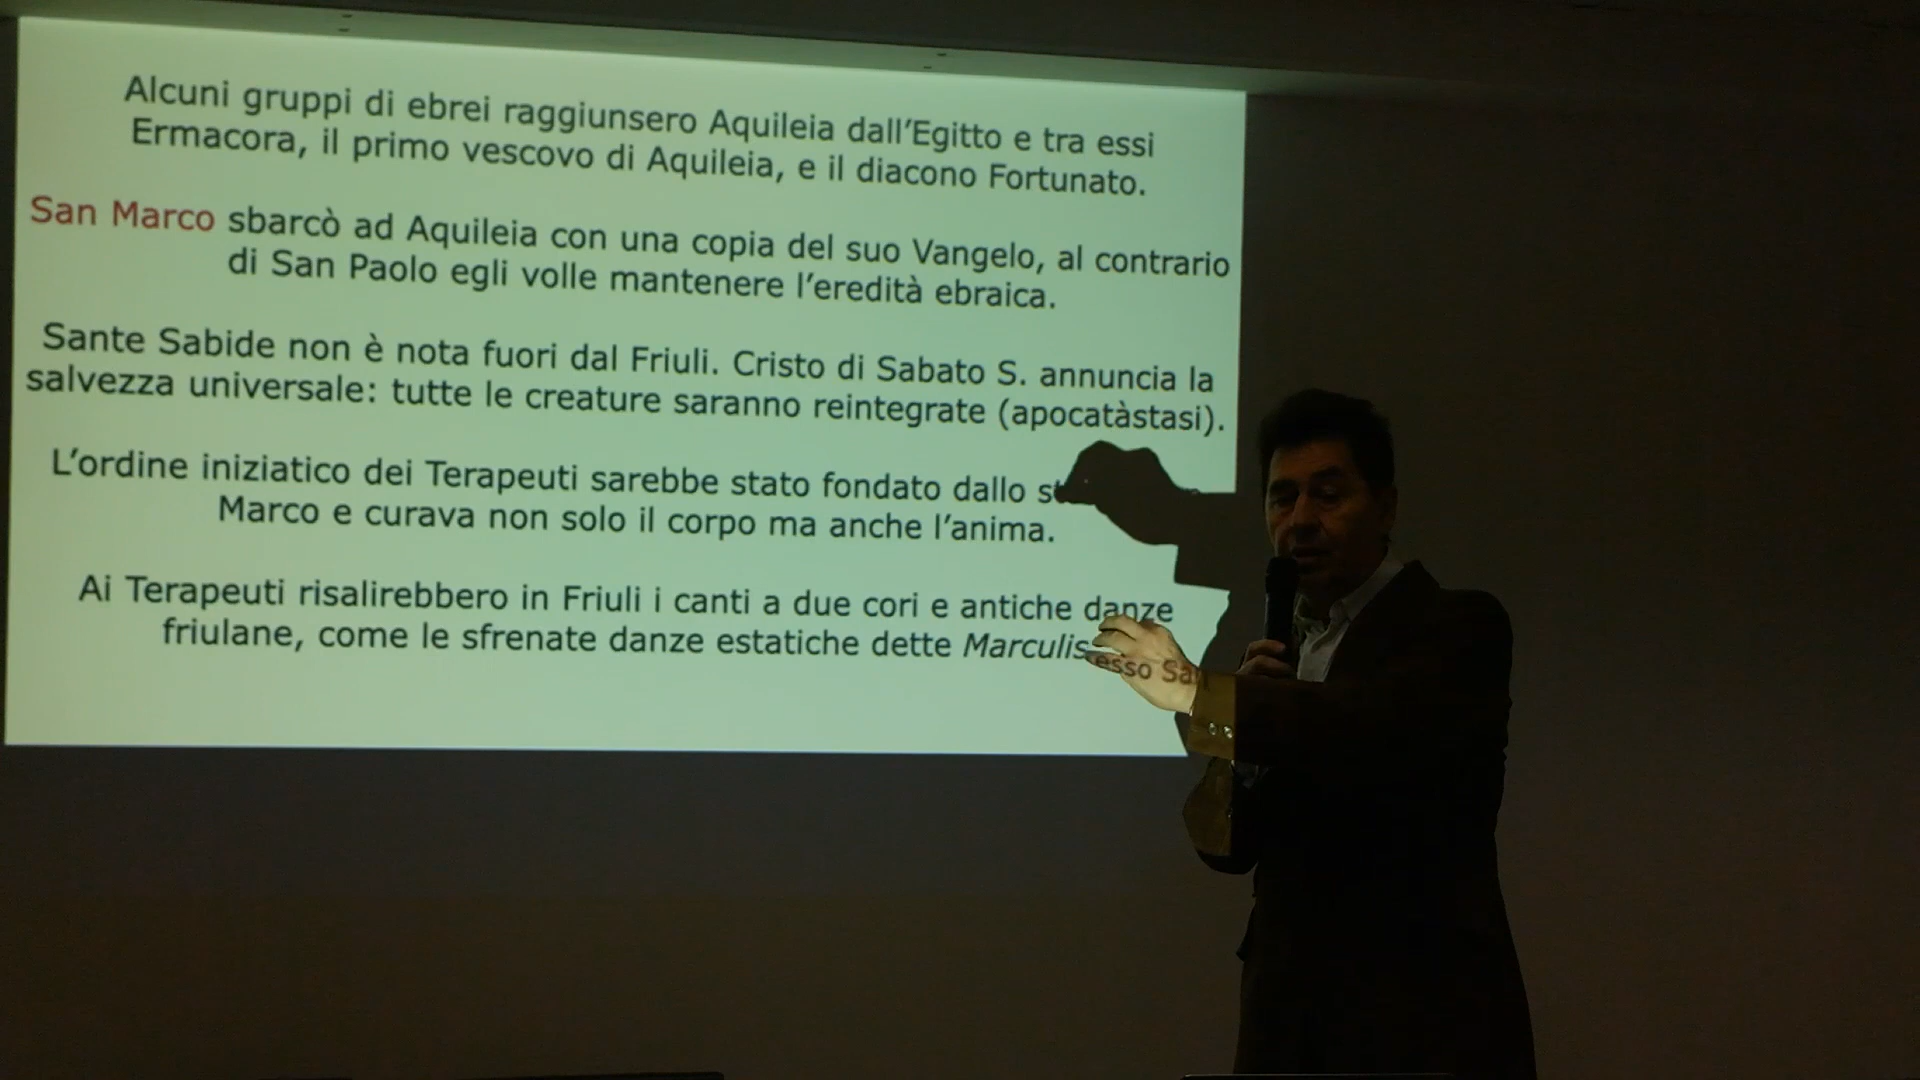 Alcuni gruppi di ebrei raggiunsero Aquileia dall'Egitto e tra essi
Ermacora, il primo vescovo di Aquileia, e il diacono Fortunato.
San Marco sbarcò ad Aquileia con una copia del suo Vangelo, al contrario
di San Paolo egli volle mantenere l'eredità ebraica.
Sante Sabide non è nota fuori dal Friuli. Cristo di Sabato S. annuncia la
salvezza universale: tutte le creature saranno reintegrate (apocatàstasi).
L'ordine iniziatico dei Terapeuti sarebbe stato fondato dallo stesso San
Marco e curava non solo il corpo ma anche l'anima.
Ai Terapeuti risalirebbero in Friuli i canti a due cori e antiche danze
friulane, come le sfrenate danze estatiche dette Marculis